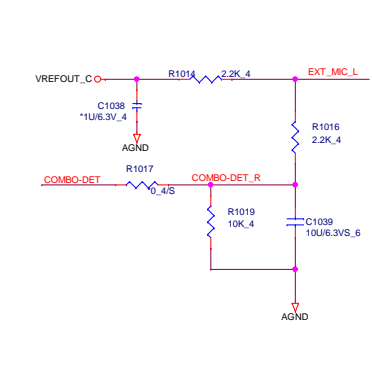 R1014 2.2K_4 EXT_MIC_L
VREFOUT_C
C1038
*1U/6.3V_4
R1016
2.2K_4
AGND
R1017
COMBO-DET COMBO-DET_R
0_4/S
R1019
10K_4
C1039
10U/6.3VS_6
AGND